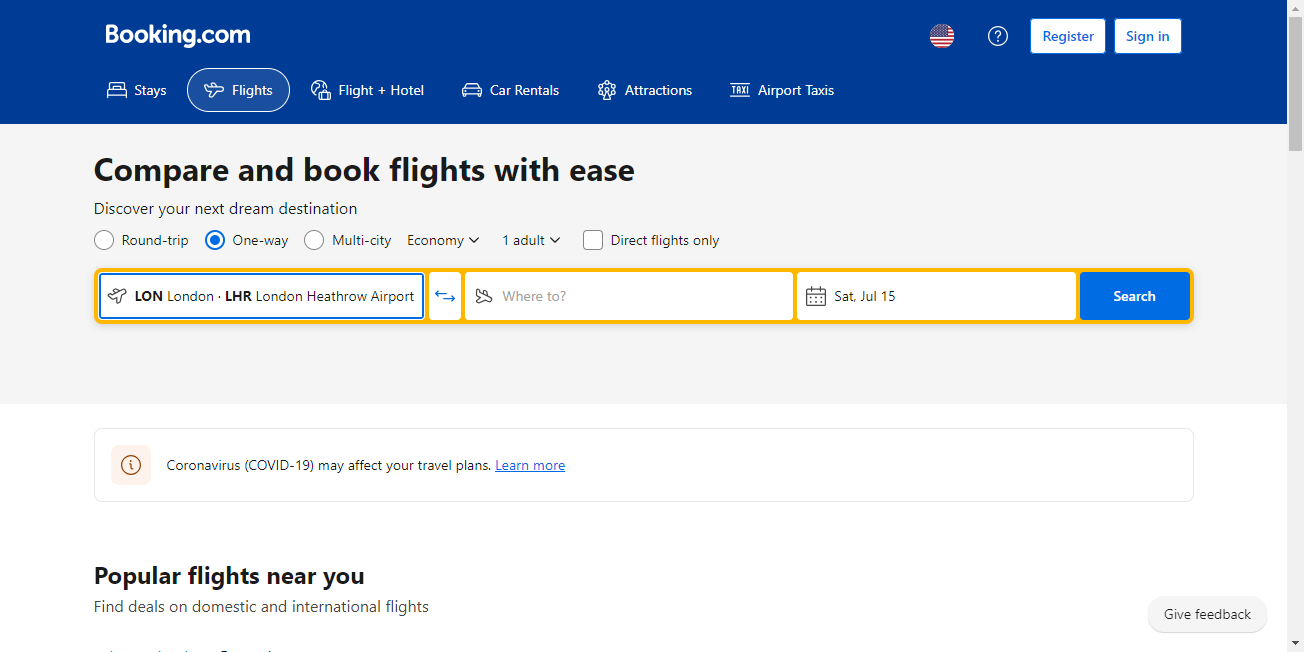 Booking.com
Register
Sign in
Stays
Flights
Flight + Hotel
Car Rentals
Attractions
TAXI Airport Taxis
Compare and book flights with ease
Discover your next dream destination
Round-trip One-way Multi-city Economy 1 adult Direct flights only
LON London · LHR London Heathrow Airport
Where to?
Sat, Jul 15
Search
Coronavirus (COVID-19) may affect your travel plans. Learn more
Popular flights near you
Find deals on domestic and international flights
Give feedback